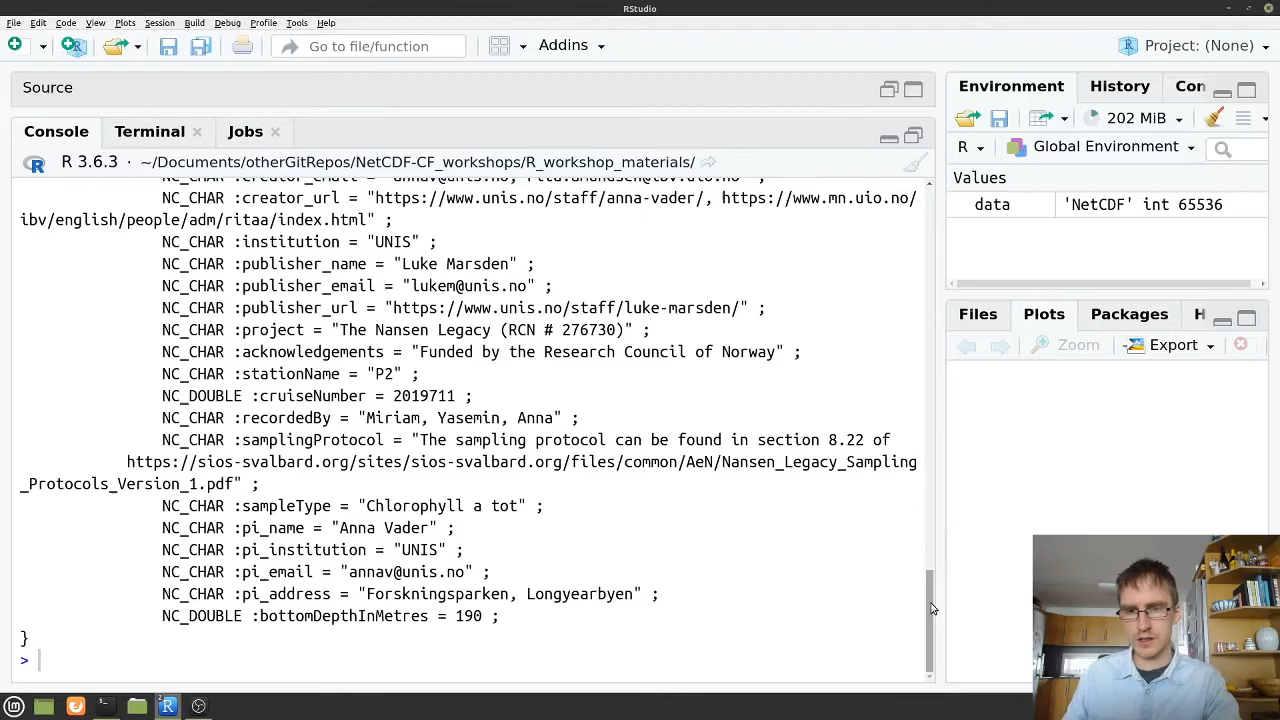 RStudio
File Edit Code View Plots Session Build Debug Profile Tools Help
Go to file/function Addins Project: (None)
Source
Console Terminal Jobs
R 3.6.3 · ~/Documents/otherGitRepos/NetCDF-CF_workshops/R_workshop_materials/
NC_CHAR :creator_url = "https://www.unis.no/staff/anna-vader/, https://www.mn.uio.no/
ibv/english/people/adm/ritaa/index.html" ;
NC_CHAR :institution = "UNIS" ;
NC_CHAR :publisher_name = "Luke Marsden" ;
NC_CHAR :publisher_email = "lukem@unis.no" ;
NC_CHAR :publisher_url = "https://www.unis.no/staff/luke-marsden/" ;
NC_CHAR :project = "The Nansen Legacy (RCN # 276730)" ;
NC_CHAR :acknowledgements = "Funded by the Research Council of Norway" ;
NC_CHAR :stationName = "P2" ;
NC_DOUBLE :cruiseNumber = 2019711 ;
NC_CHAR :recordedBy = "Miriam, Yasemin, Anna" ;
NC_CHAR :samplingProtocol = "The sampling protocol can be found in section 8.22 of
https://sios-svalbard.org/sites/sios-svalbard.org/files/common/AeN/Nansen_Legacy_Sampling
_Protocols_Version_1.pdf" ;
NC_CHAR :sampleType = "Chlorophyll a tot" ;
NC_CHAR :pi_name = "Anna Vader" ;
NC_CHAR :pi_institution = "UNIS" ;
NC_CHAR :pi_email = "annav@unis.no" ;
NC_CHAR :pi_address = "Forskningsparken, Longyearbyen" ;
NC_DOUBLE :bottomDepthInMetres = 190 ;
}
>
Environment History Con
202 MiB
R Global Environment
Values
data 'NetCDF' int 65536
Files Plots Packages H
Zoom Export